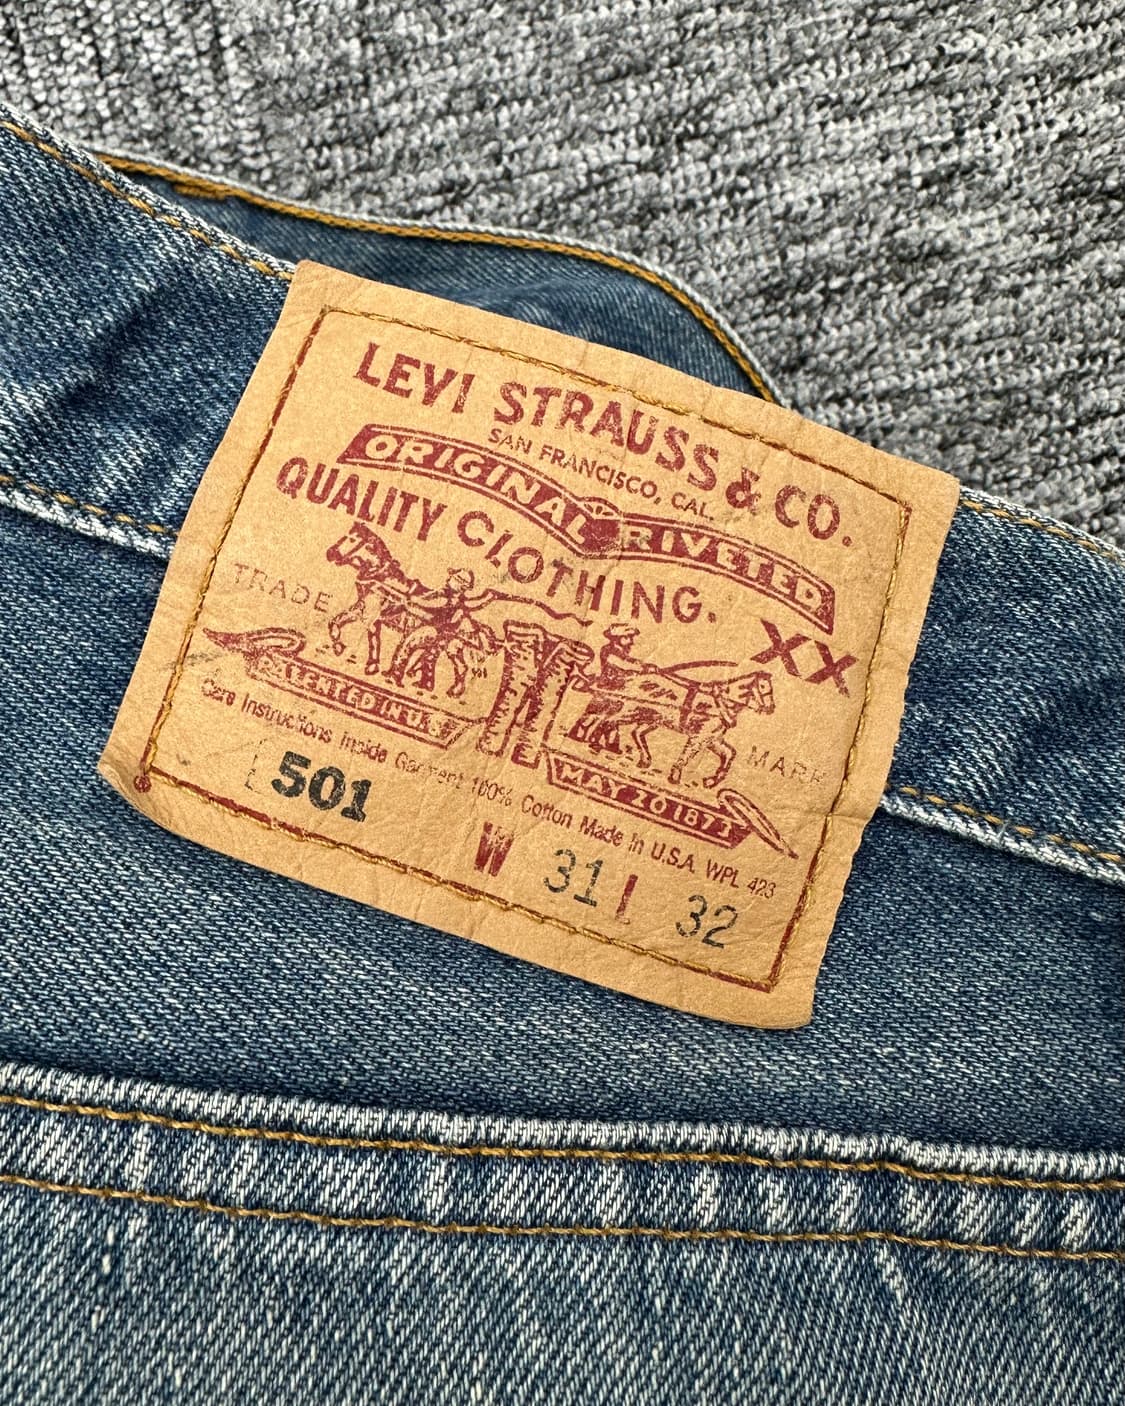 LEVI STRAUSS & CO.
SAN FRANCISCO, CAL.
ORIGINAL RIVETED
QUALITY CLOTHING.
TRADE MARK
XX
PATENTED IN U.S.
MAY 20 1873
Care Instructions Inside Garment 100% Cotton Made in U.S.A. WPL 423
501
W 31 L 32